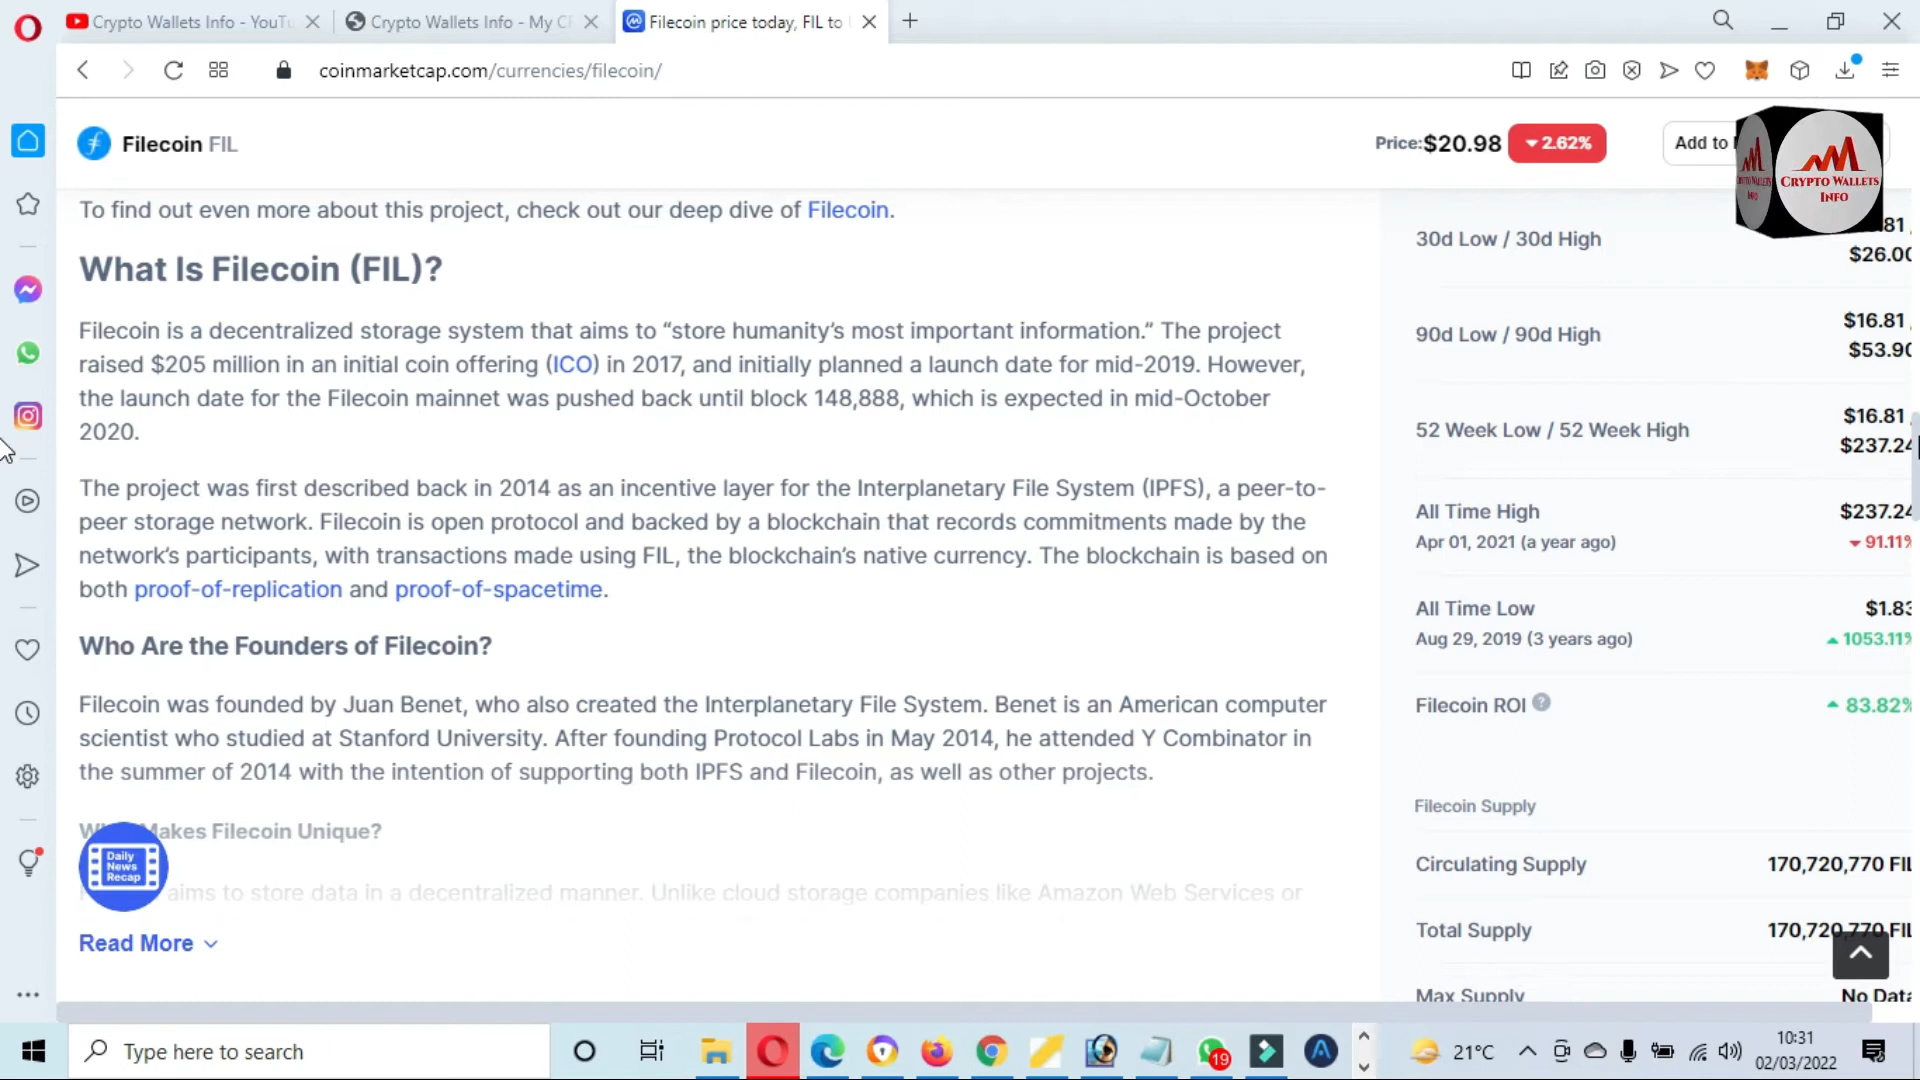 Crypto Wallets Info - YouTu
Crypto Wallets Info - My C
Filecoin price today, FIL to
coinmarketcap.com/currencies/filecoin/
Filecoin FIL
Price:$20.98
2.62%
Add to
CRYPTO WALLETS
INFO
To find out even more about this project, check out our deep dive of Filecoin.
What Is Filecoin (FIL)?
Filecoin is a decentralized storage system that aims to “store humanity’s most important information.” The project
raised $205 million in an initial coin offering (ICO) in 2017, and initially planned a launch date for mid-2019. However,
the launch date for the Filecoin mainnet was pushed back until block 148,888, which is expected in mid-October
2020.
The project was first described back in 2014 as an incentive layer for the Interplanetary File System (IPFS), a peer-to-
peer storage network. Filecoin is open protocol and backed by a blockchain that records commitments made by the
network’s participants, with transactions made using FIL, the blockchain’s native currency. The blockchain is based on
both proof-of-replication and proof-of-spacetime.
Who Are the Founders of Filecoin?
Filecoin was founded by Juan Benet, who also created the Interplanetary File System. Benet is an American computer
scientist who studied at Stanford University. After founding Protocol Labs in May 2014, he attended Y Combinator in
the summer of 2014 with the intention of supporting both IPFS and Filecoin, as well as other projects.
Makes Filecoin Unique?
aims to store data in a decentralized manner. Unlike cloud storage companies like Amazon Web Services or
Daily
News
Recap
Read More
30d Low / 30d High
81
$26.00
90d Low / 90d High
$16.81
$53.90
52 Week Low / 52 Week High
$16.81
$237.24
All Time High
$237.24
Apr 01, 2021 (a year ago)
91.11%
All Time Low
$1.83
Aug 29, 2019 (3 years ago)
1053.11%
Filecoin ROI
83.82%
Filecoin Supply
Circulating Supply
170,720,770 FIL
Total Supply
170,720,770 FIL
Max Supply
No Data
Type here to search
19
21°C
10:31
02/03/2022